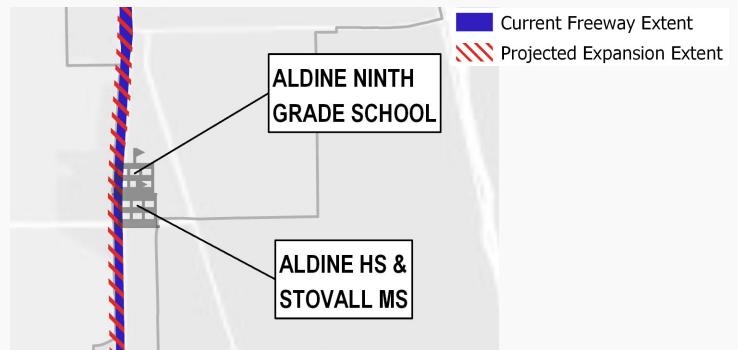 Current Freeway Extent
Projected Expansion Extent
ALDINE NINTH
GRADE SCHOOL
ALDINE HS &
STOVALL MS